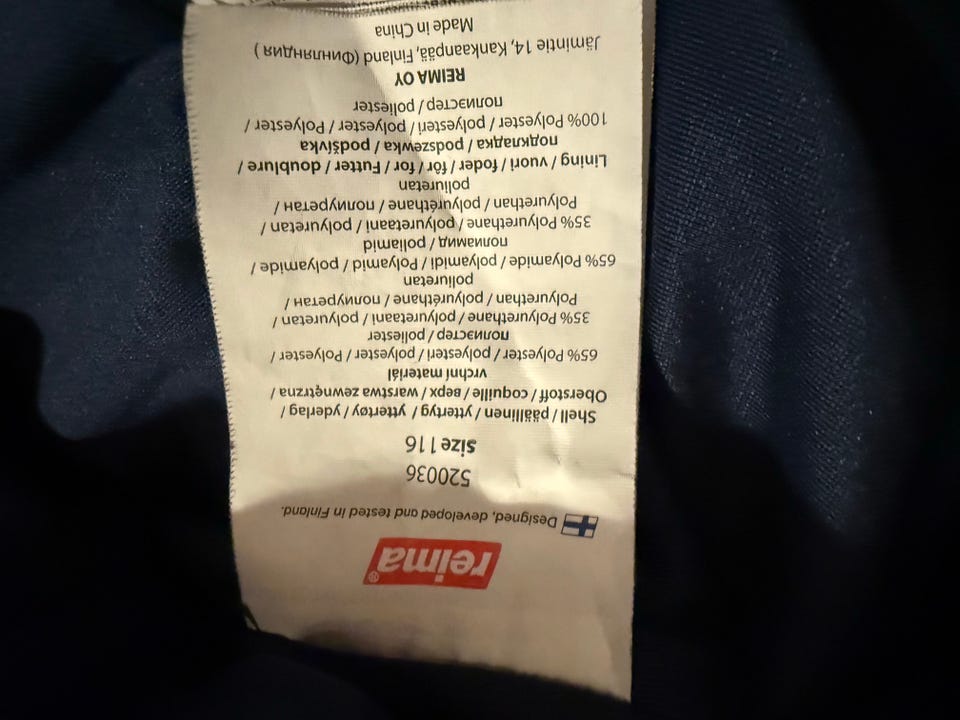 reima®
Designed, developed and tested in Finland.
520036
size 116
Shell / päällinen / yttertyg / yttertøy / yderlag /
Oberstoff / coquille / верх / warstwa zewnętrzna /
vrchni materiál
65% Polyester / polyesteri / polyester / Polyester /
полиэстер / poliester
35% Polyurethane / polyuretaani / polyuretan /
Polyurethan / polyuréthane / полиуретан /
poliuretan
65% Polyamide / polyamidi / Polyamid / polyamide /
полиамид / poliamid
35% Polyurethane / polyuretaani / polyuretan /
Polyurethan / polyuréthane / полиуретан /
poliuretan
Lining / vuori / foder / fôr / for / Futter / doublure /
подкладка / podszewka / podšívka
100% Polyester / polyesteri / polyester / Polyester /
полиэстер / poliester
REIMA OY
Jämintie 14, Kankaanpää, Finland (Финляндия )
Made in China